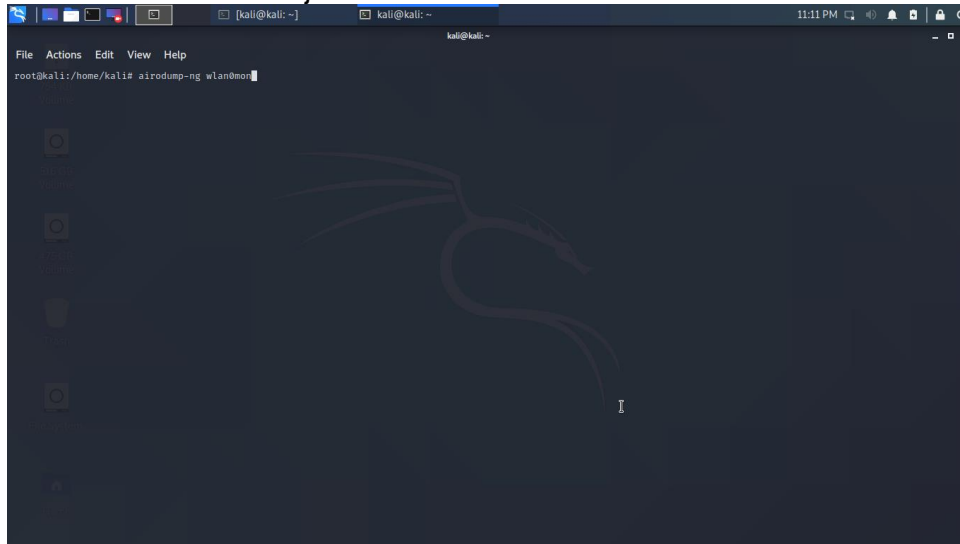 [kali@kali: ~]
kali@kali: ~
11:11 PM
kali@kali: ~
File Actions Edit View Help
root@kali:/home/kali# airodump-ng wlan0mon